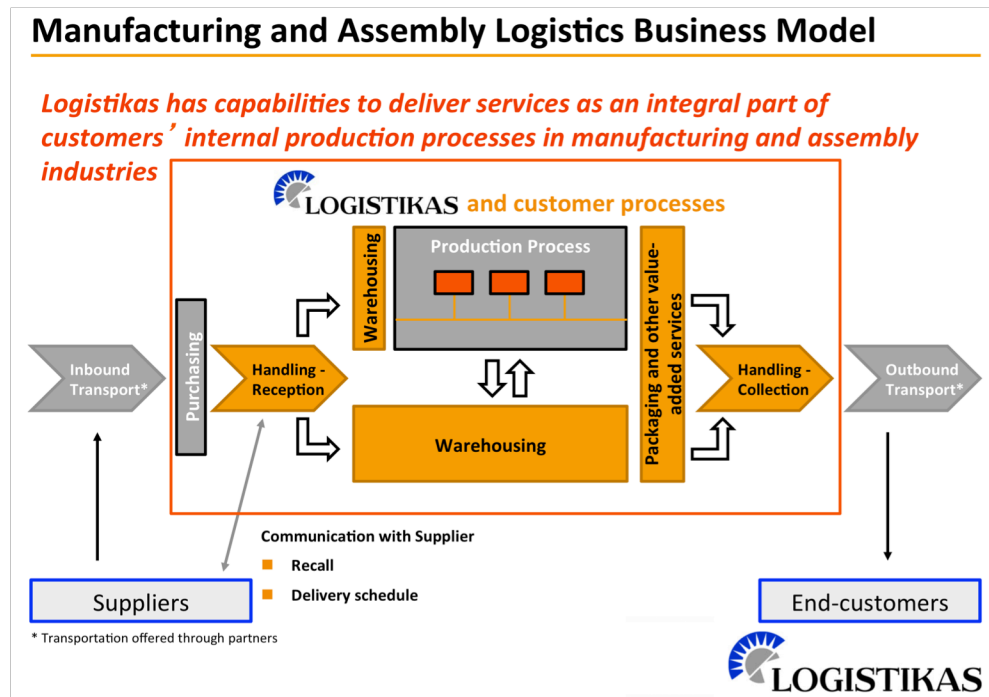 Manufacturing and Assembly Logistics Business Model
Logistikas has capabilities to deliver services as an integral part of
customers’ internal production processes in manufacturing and assembly
industries
LOGISTIKAS and customer processes
Inbound
Transport*
Purchasing
Handling -
Reception
Warehousing
Production Process
Warehousing
Packaging and other value-
added services
Handling -
Collection
Outbound
Transport*
Communication with Supplier
Recall
Delivery schedule
Suppliers
End-customers
* Transportation offered through partners
LOGISTIKAS